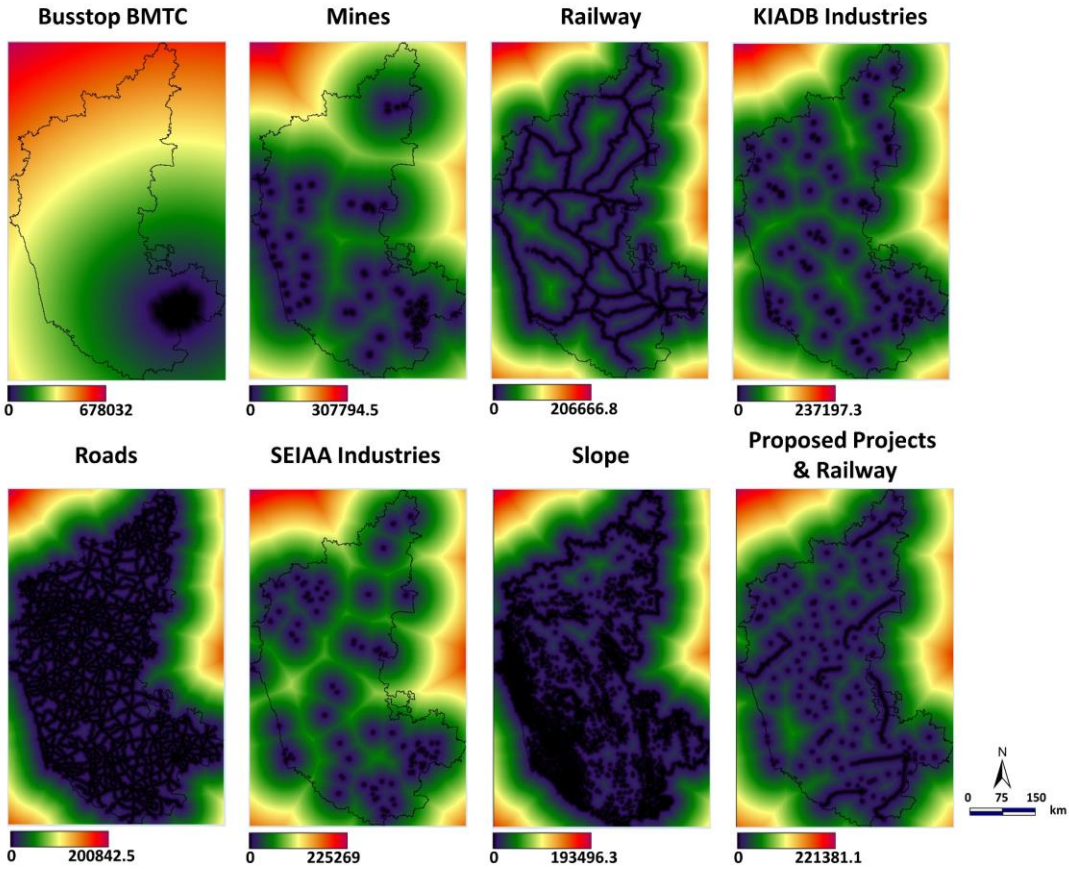 Busstop BMTC
Mines
Railway
KIADB Industries
0 678032
0 307794.5
0 206666.8
0 237197.3
Roads
SEIAA Industries
Slope
Proposed Projects
& Railway
0 200842.5
0 225269
0 193496.3
0 221381.1
N
0 75 150
km